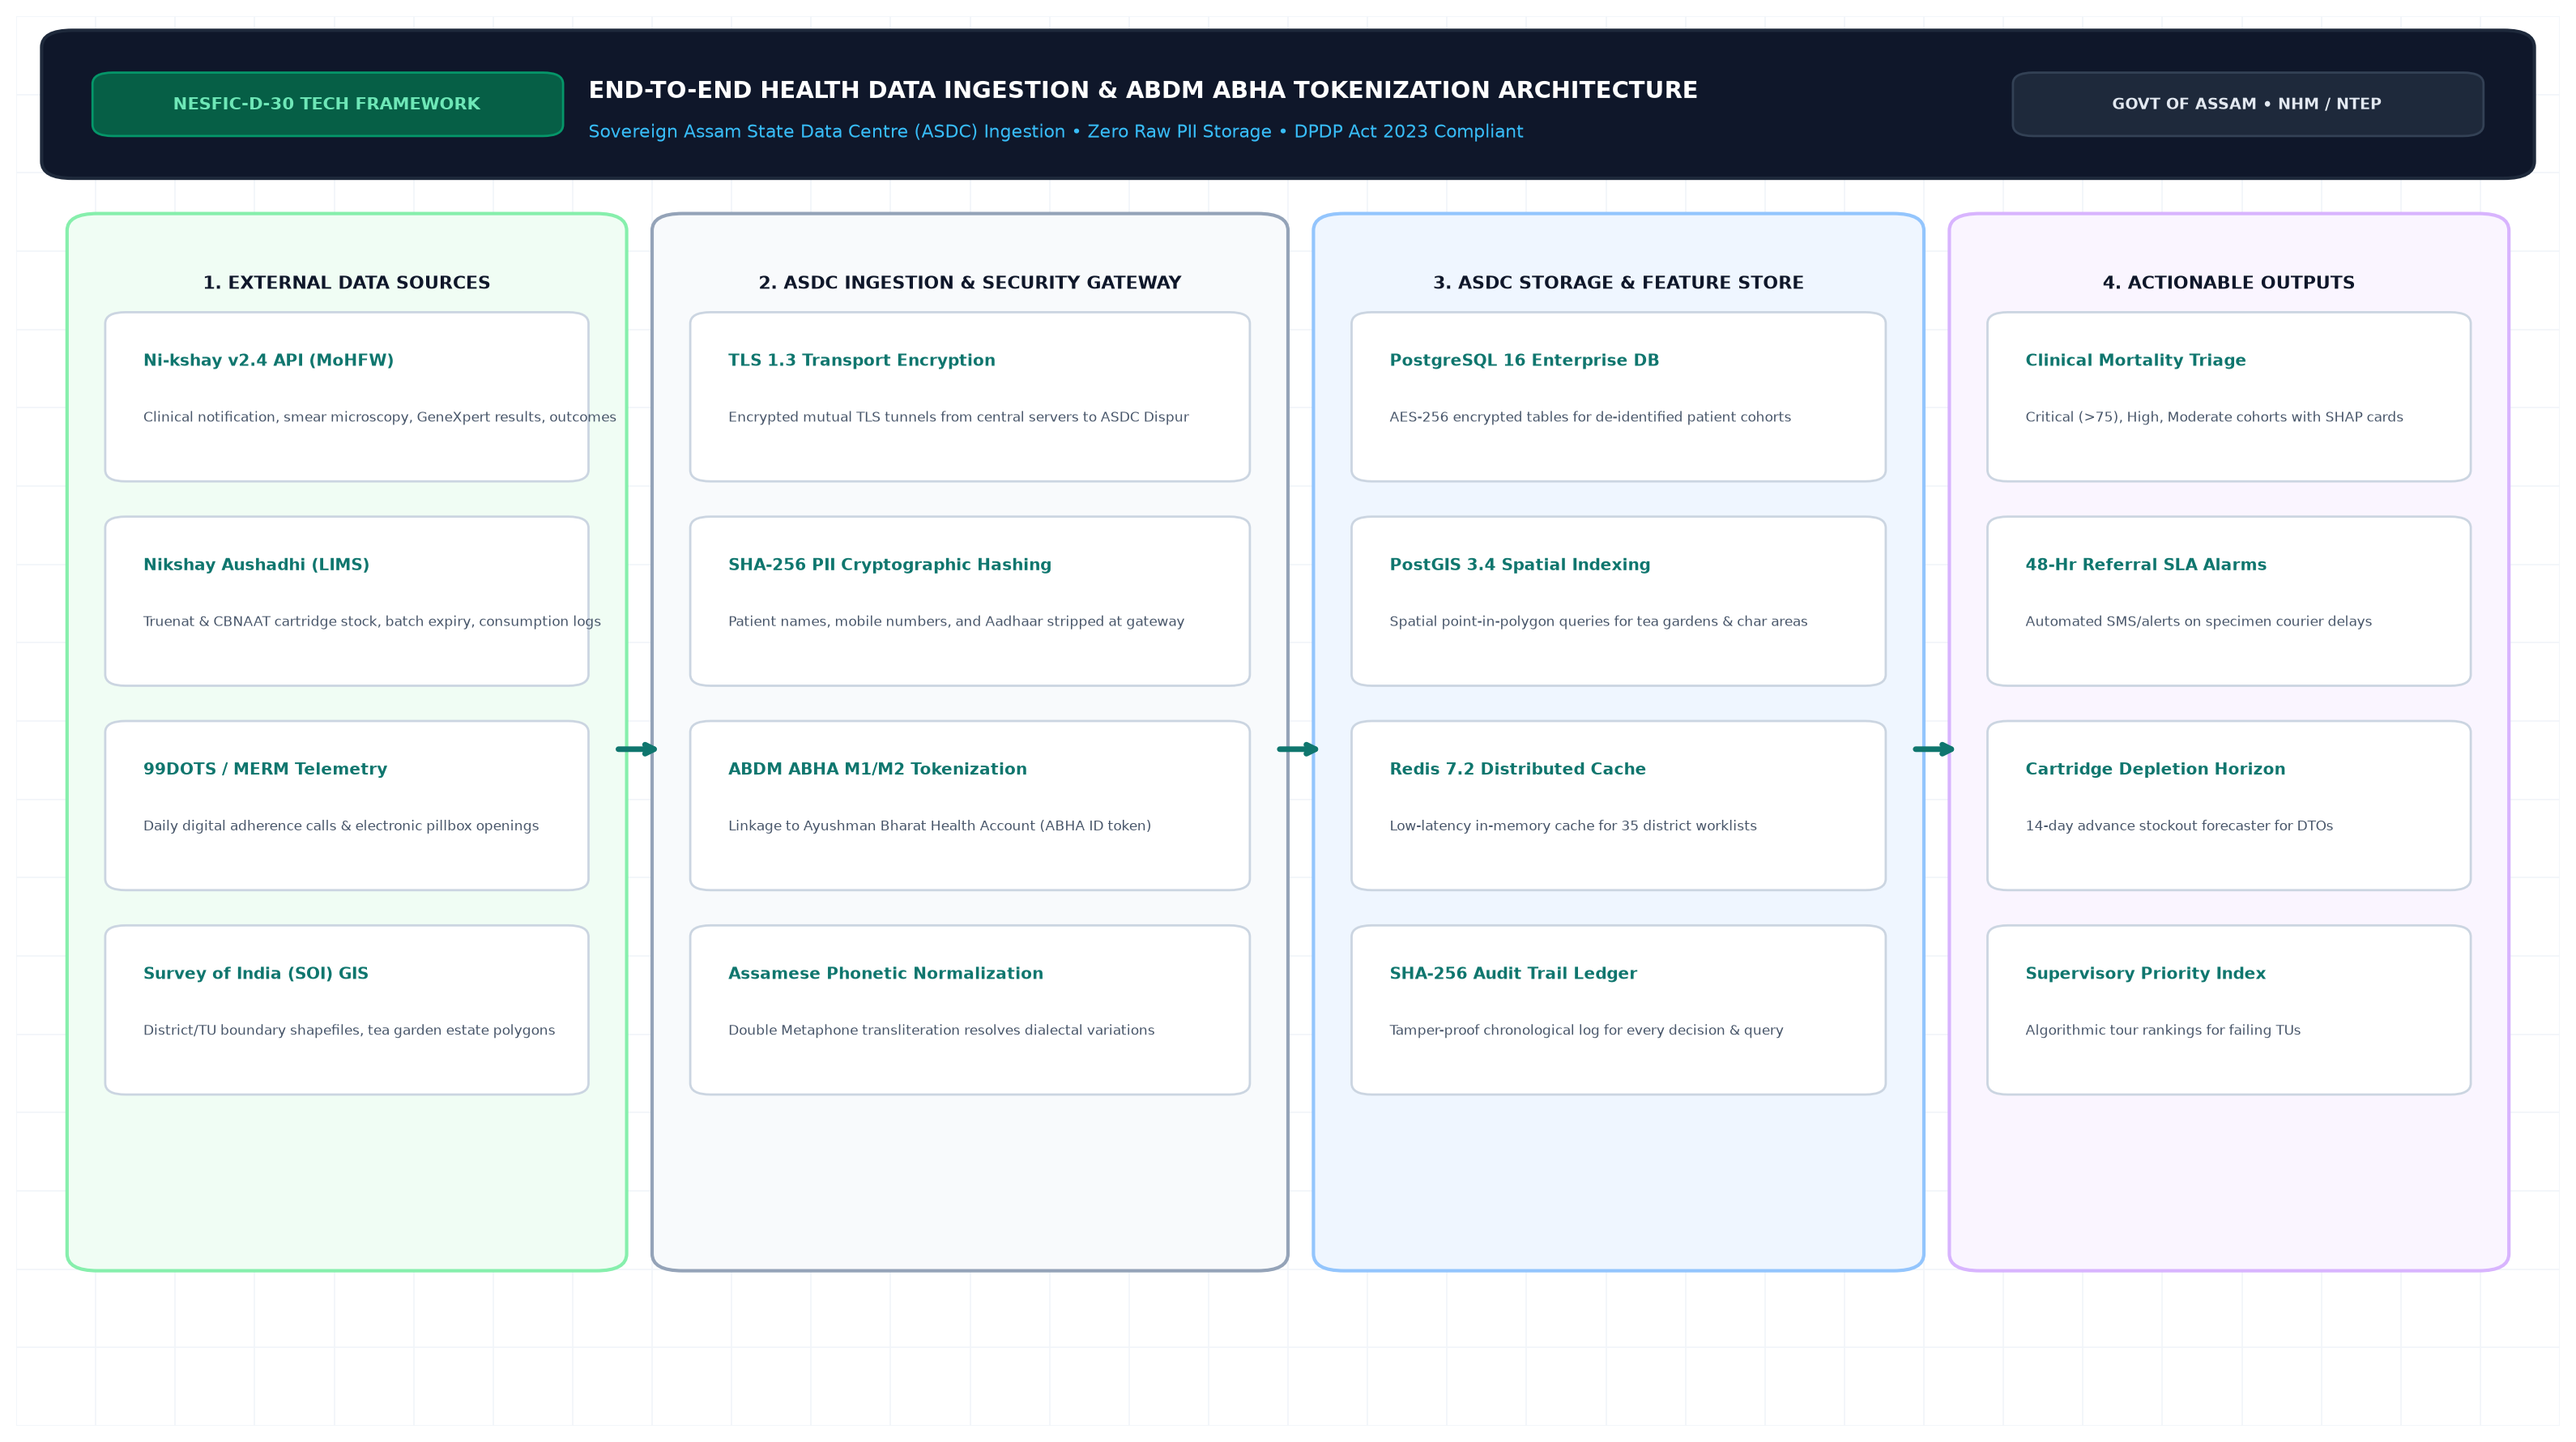 NESFIC-D-30 TECH FRAMEWORK
END-TO-END HEALTH DATA INGESTION & ABDM ABHA TOKENIZATION ARCHITECTURE
Sovereign Assam State Data Centre (ASDC) Ingestion • Zero Raw PII Storage • DPDP Act 2023 Compliant
GOVT OF ASSAM • NHM / NTEP
1. EXTERNAL DATA SOURCES
Ni-kshay v2.4 API (MoHFW)
Clinical notification, smear microscopy, GeneXpert results, outcomes
Nikshay Aushadhi (LIMS)
Truenat & CBNAAT cartridge stock, batch expiry, consumption logs
99DOTS / MERM Telemetry
Daily digital adherence calls & electronic pillbox openings
Survey of India (SOI) GIS
District/TU boundary shapefiles, tea garden estate polygons
2. ASDC INGESTION & SECURITY GATEWAY
TLS 1.3 Transport Encryption
Encrypted mutual TLS tunnels from central servers to ASDC Dispur
SHA-256 PII Cryptographic Hashing
Patient names, mobile numbers, and Aadhaar stripped at gateway
ABDM ABHA M1/M2 Tokenization
Linkage to Ayushman Bharat Health Account (ABHA ID token)
Assamese Phonetic Normalization
Double Metaphone transliteration resolves dialectal variations
3. ASDC STORAGE & FEATURE STORE
PostgreSQL 16 Enterprise DB
AES-256 encrypted tables for de-identified patient cohorts
PostGIS 3.4 Spatial Indexing
Spatial point-in-polygon queries for tea gardens & char areas
Redis 7.2 Distributed Cache
Low-latency in-memory cache for 35 district worklists
SHA-256 Audit Trail Ledger
Tamper-proof chronological log for every decision & query
4. ACTIONABLE OUTPUTS
Clinical Mortality Triage
Critical (>75), High, Moderate cohorts with SHAP cards
48-Hr Referral SLA Alarms
Automated SMS/alerts on specimen courier delays
Cartridge Depletion Horizon
14-day advance stockout forecaster for DTOs
Supervisory Priority Index
Algorithmic tour rankings for failing TUs